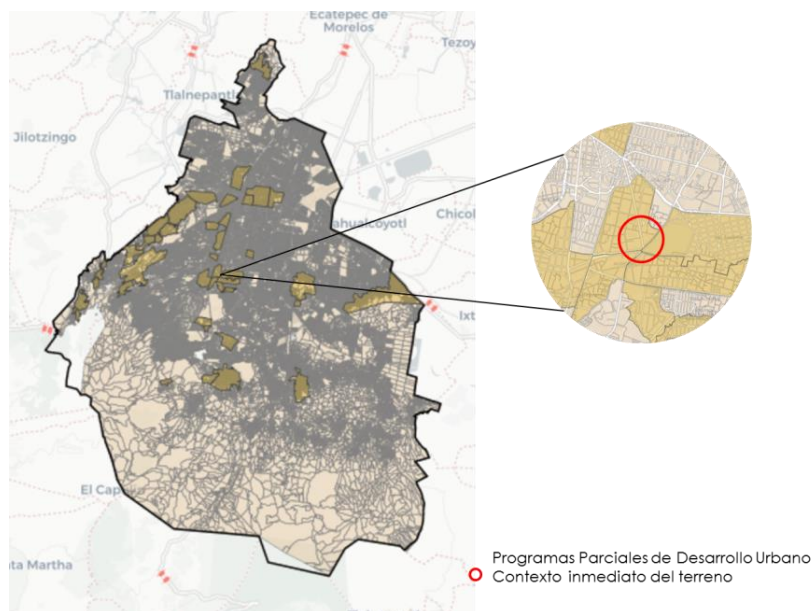 Ecatepec de
Morelos
Tezoy
Tlalnepantl
Jilotzingo
ahualcoyotl
Chicol
Ixt
El Cap
ta Martha
Programas Parciales de Desarrollo Urbano
Contexto inmediato del terreno